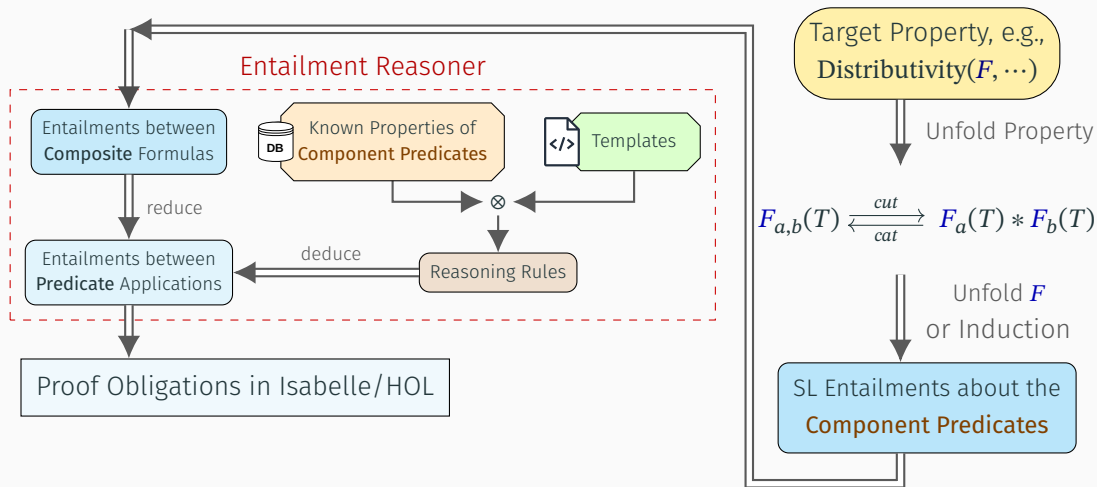 Target Property, e.g.,
Distributivity(F, ⋯)
Unfold Property
F_{a,b}(T) cut F_a(T) ∗ F_b(T)
cat
Unfold F
or Induction
SL Entailments about the
Component Predicates
Entailment Reasoner
Entailments between
Composite Formulas
DB
Known Properties of
Component Predicates
</>
Templates
⊗
reduce
Entailments between
Predicate Applications
deduce
Reasoning Rules
Proof Obligations in Isabelle/HOL